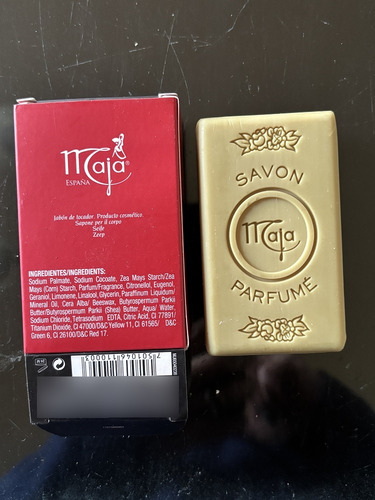 Maja®
ESPAÑA
Jabón de tocador. Producto cosmético.
Sapone per il corpo
Seife
Zeep
INGREDIENTES/INGREDIENTS:
Sodium Palmate, Sodium Cocoate, Zea Mays Starch/Zea
Mays (Corn) Starch, Parfum/Fragrance, Citronellol, Eugenol,
Geraniol, Limonene, Linalool, Glycerin, Paraffinum Liquidum/
Mineral Oil, Cera Alba/ Beeswax, Butyrospermum Parkii
Butter/Butyrospermum Parkii (Shea) Butter, Aqua/ Water,
Sodium Chloride, Tetrasodium EDTA, Citric Acid, CI 77891/
Titanium Dioxide, CI 47000/D&C Yellow 11, CI 61565/ D&C
Green 6, CI 26100/D&C Red 17.
7501046110003
SAVON
Maja
PARFUMÉ